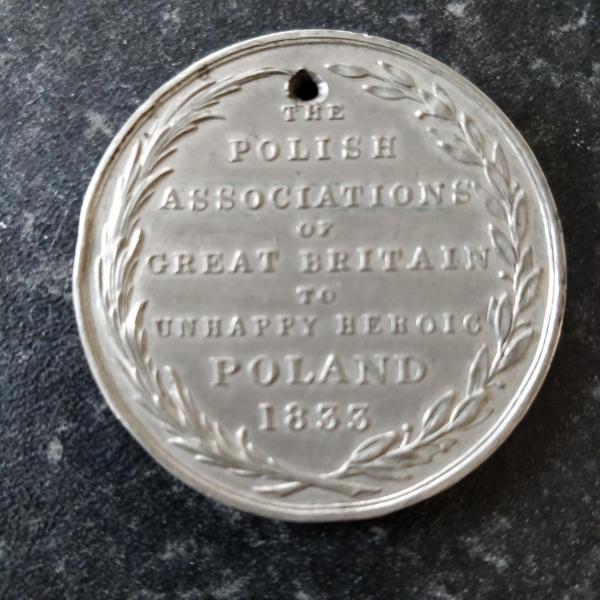 THE
POLISH
ASSOCIATIONS
OF
GREAT BRITAIN
TO
UNHAPPY HEROIC
POLAND
1833